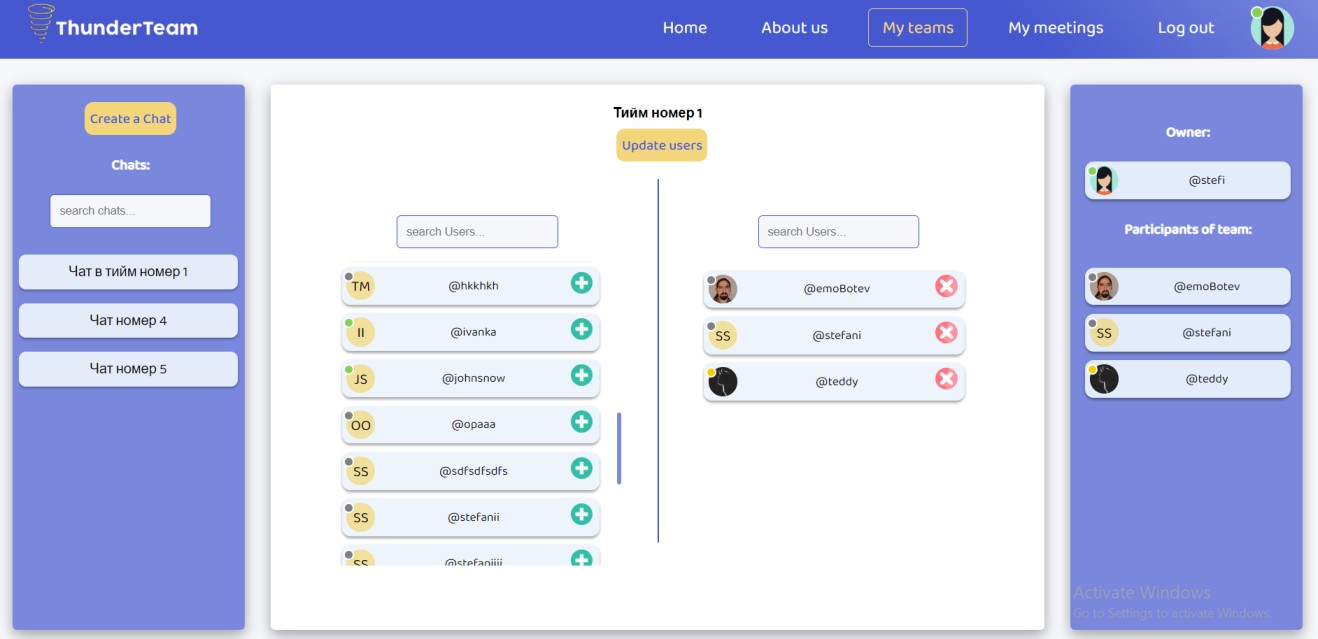 ThunderTeam
Home
About us
My teams
My meetings
Log out
Create a Chat
Chats:
search chats...
Чат в тийм номер 1
Чат номер 4
Чат номер 5
Тийм номер 1
Update users
search Users...
TM
@hkkhkh
II
@ivanka
JS
@johnsnow
OO
@opaaa
SS
@sdfsdfsdfs
SS
@stefanii
SS
@stefaniiii
search Users...
@emoBotev
SS
@stefani
@teddy
Owner:
@stefi
Participants of team:
@emoBotev
SS
@stefani
@teddy
Activate Windows
Go to Settings to activate Windows.